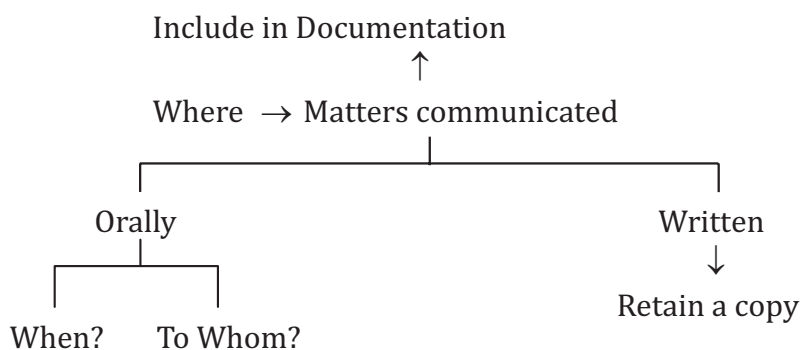 Include in Documentation
↑
Where → Matters communicated
Orally
Written
↓
When? To Whom?
Retain a copy